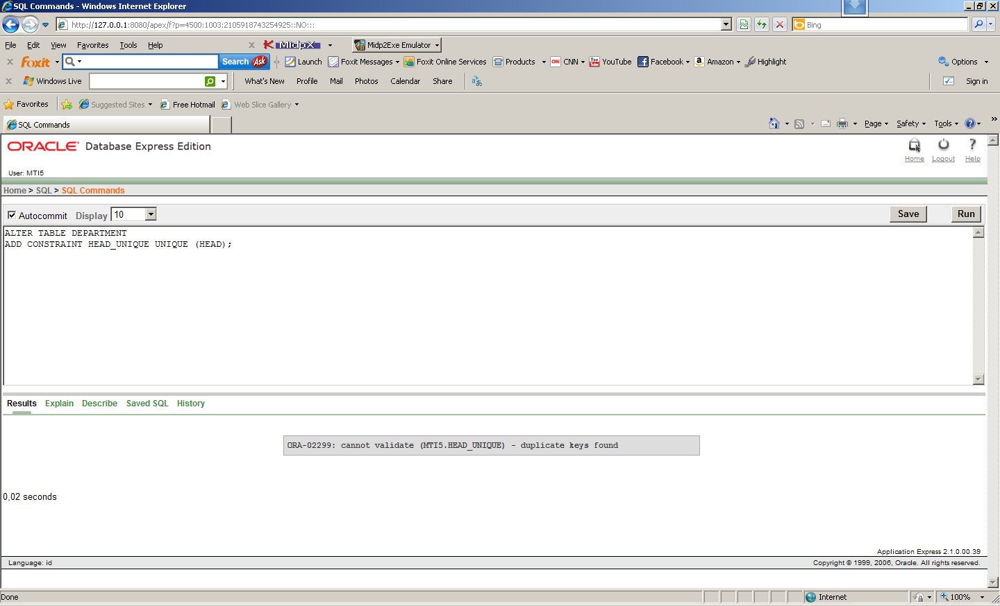 SQL Commands - Windows Internet Explorer
http://127.0.0.1:8080/apex/f?p=4500:1003:2105918743254925::NO:::
Bing
File Edit View Favorites Tools Help
MidpX
Midp2Exe Emulator
Foxit
Search Ask
Launch Foxit Messages Foxit Online Services Products CNN YouTube Facebook Amazon Highlight Options
Windows Live
What's New Profile Mail Photos Calendar Share Sign in
Favorites Suggested Sites Free Hotmail Web Slice Gallery
SQL Commands
Page Safety Tools
ORACLE Database Express Edition
Home Logout Help
User: MTI5
Home > SQL > SQL Commands
Autocommit Display 10 Save Run
ALTER TABLE DEPARTMENT
ADD CONSTRAINT HEAD_UNIQUE UNIQUE (HEAD);
Results Explain Describe Saved SQL History
ORA-02299: cannot validate (MTI5.HEAD_UNIQUE) - duplicate keys found
0,02 seconds
Application Express 2.1.0.00.39
Language: id Copyright © 1999, 2006, Oracle. All rights reserved.
Done Internet 100%